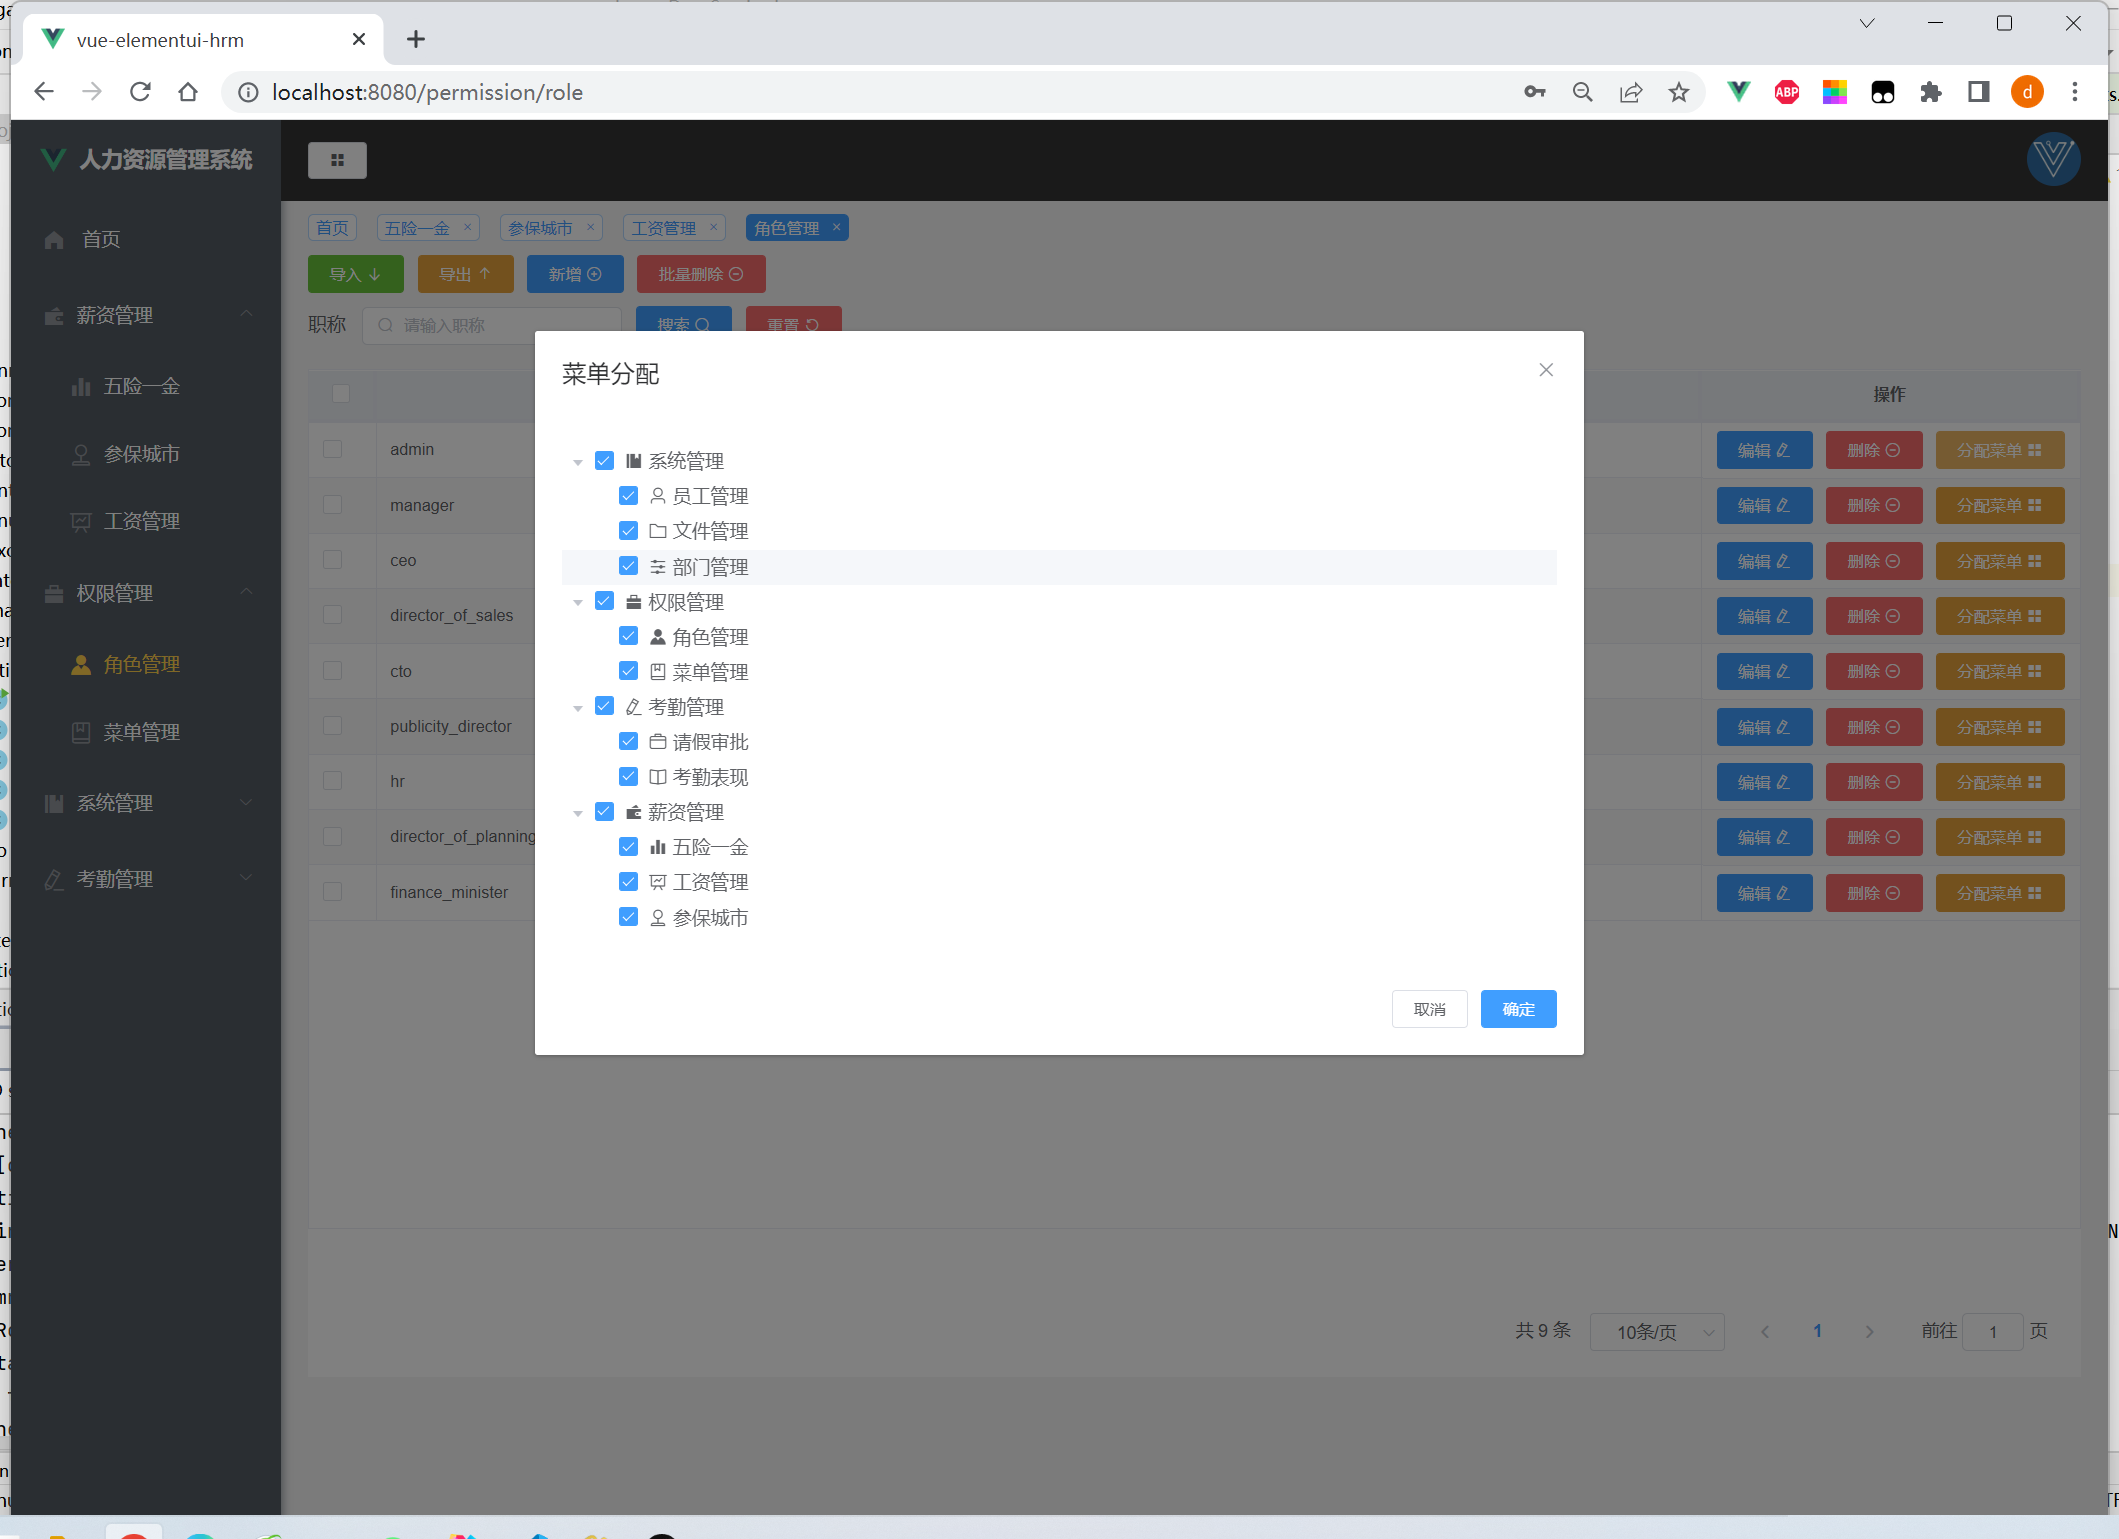 vue-elementui-hrm
localhost:8080/permission/role
ABP
d
人力资源管理系统
首页
薪资管理
五险一金
参保城市
工资管理
权限管理
角色管理
菜单管理
系统管理
考勤管理
首页 五险一金 × 参保城市 × 工资管理 × 角色管理 ×
导入 导出 新增 批量删除
职称 请输入职称 搜索 重置
操作
admin 编辑 删除 分配菜单
manager 编辑 删除 分配菜单
ceo 编辑 删除 分配菜单
director_of_sales 编辑 删除 分配菜单
cto 编辑 删除 分配菜单
publicity_director 编辑 删除 分配菜单
hr 编辑 删除 分配菜单
director_of_planning 编辑 删除 分配菜单
finance_minister 编辑 删除 分配菜单
菜单分配
系统管理
员工管理
文件管理
部门管理
权限管理
角色管理
菜单管理
考勤管理
请假审批
考勤表现
薪资管理
五险一金
工资管理
参保城市
取消 确定
共 9 条 10条/页 1 前往 1 页